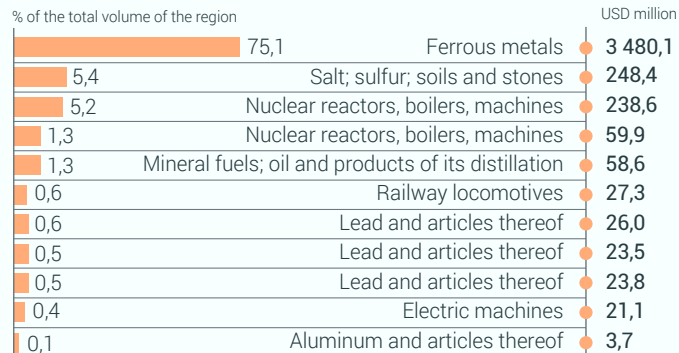 % of the total volume of the region USD million
75,1 Ferrous metals 3 480,1
5,4 Salt; sulfur; soils and stones 248,4
5,2 Nuclear reactors, boilers, machines 238,6
1,3 Nuclear reactors, boilers, machines 59,9
1,3 Mineral fuels; oil and products of its distillation 58,6
0,6 Railway locomotives 27,3
0,6 Lead and articles thereof 26,0
0,5 Lead and articles thereof 23,5
0,5 Lead and articles thereof 23,8
0,4 Electric machines 21,1
0,1 Aluminum and articles thereof 3,7